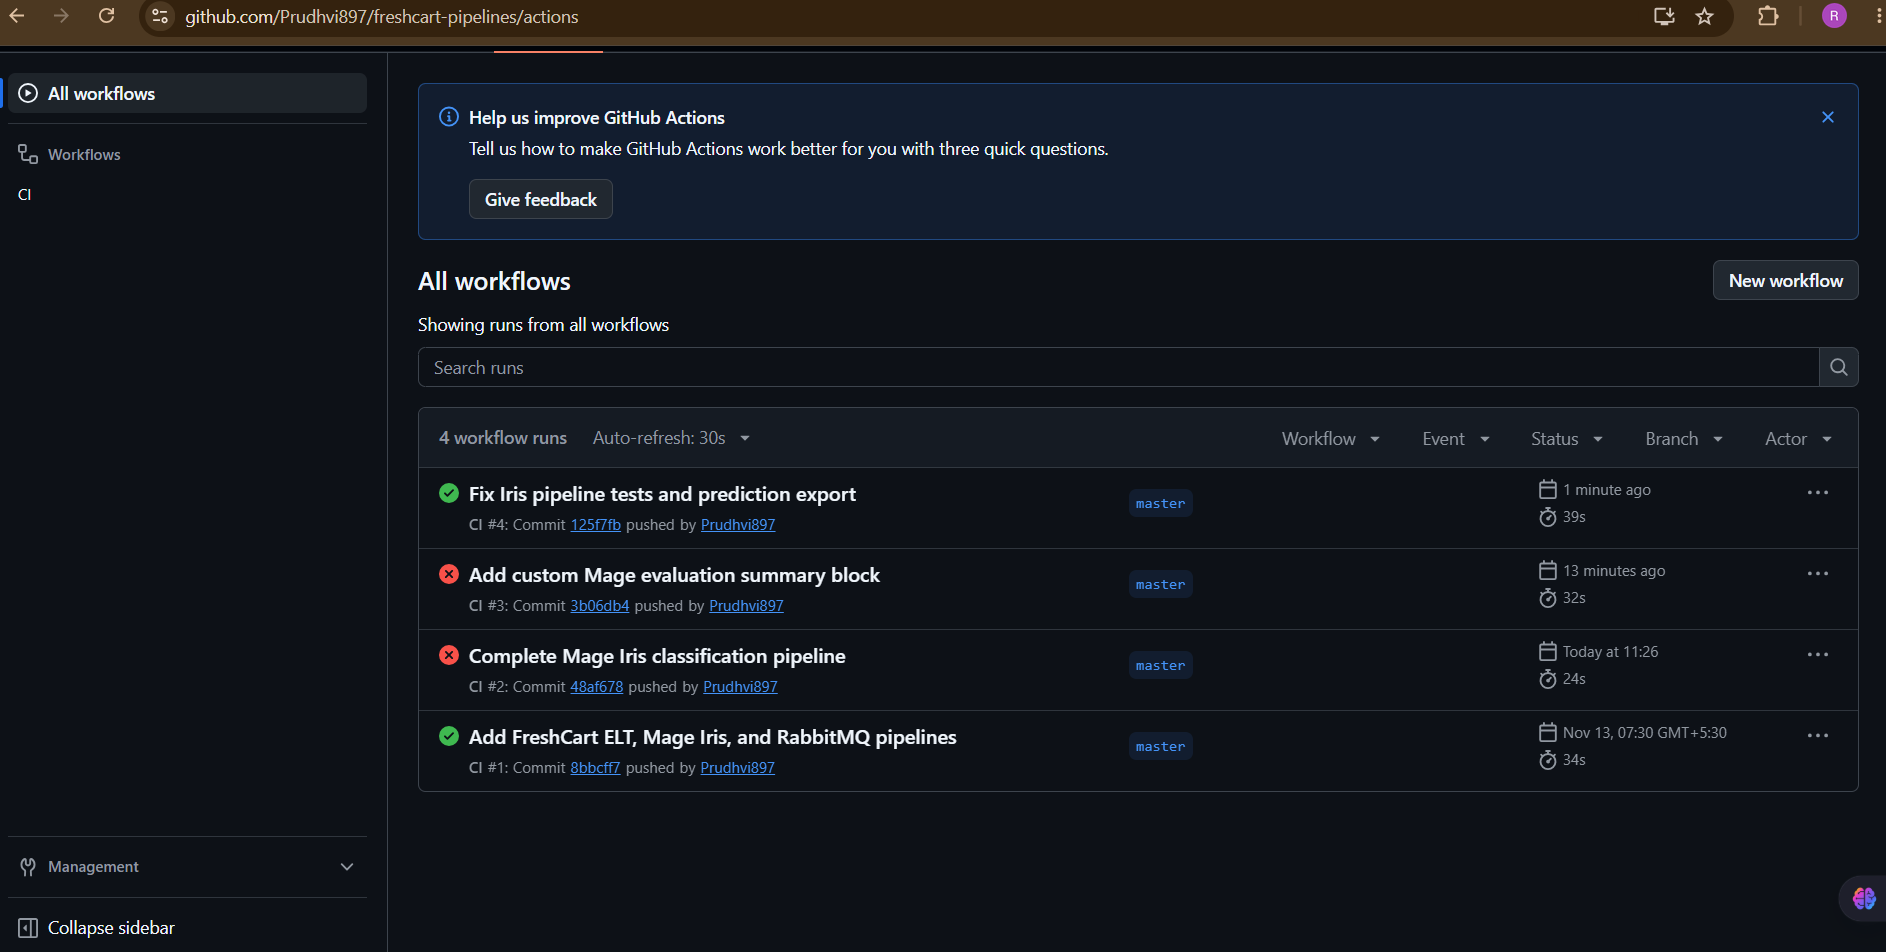 github.com/Prudhvi897/freshcart-pipelines/actions
R
All workflows
Workflows
CI
Help us improve GitHub Actions
Tell us how to make GitHub Actions work better for you with three quick questions.
Give feedback
All workflows
New workflow
Showing runs from all workflows
Search runs
4 workflow runs Auto-refresh: 30s Workflow Event Status Branch Actor
Fix Iris pipeline tests and prediction export
CI #4: Commit 125f7fb pushed by Prudhvi897
master
1 minute ago
39s
Add custom Mage evaluation summary block
CI #3: Commit 3b06db4 pushed by Prudhvi897
master
13 minutes ago
32s
Complete Mage Iris classification pipeline
CI #2: Commit 48af678 pushed by Prudhvi897
master
Today at 11:26
24s
Add FreshCart ELT, Mage Iris, and RabbitMQ pipelines
CI #1: Commit 8bbcff7 pushed by Prudhvi897
master
Nov 13, 07:30 GMT+5:30
34s
Management
Collapse sidebar